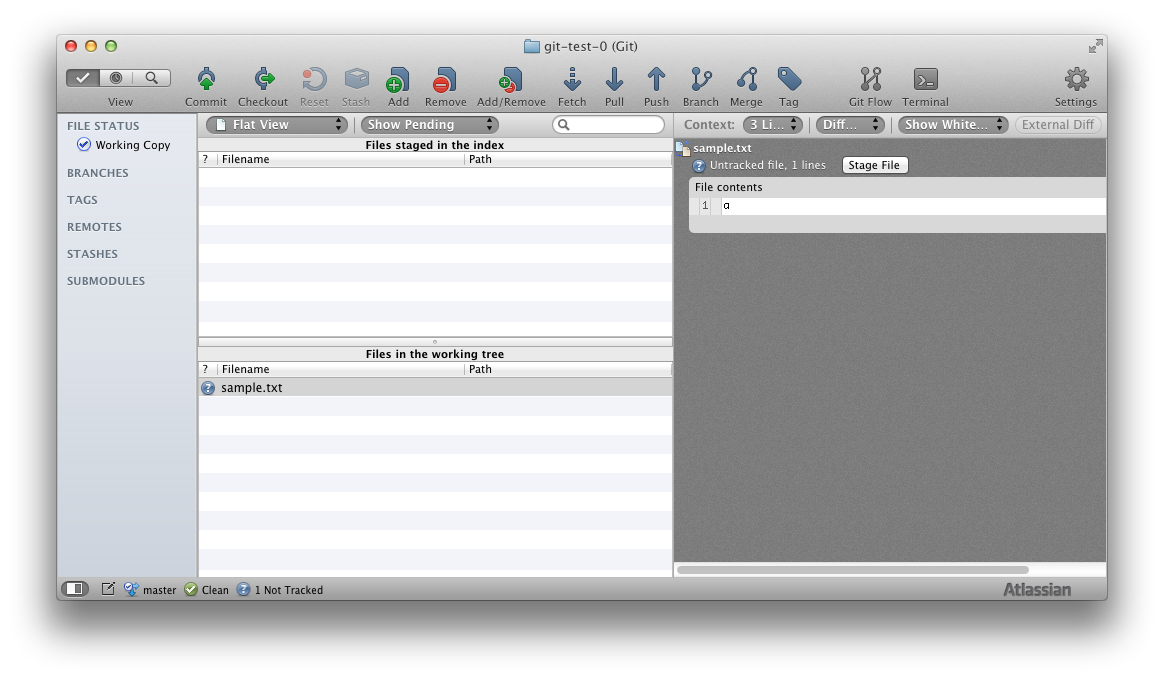 git-test-0 (Git)
View Commit Checkout Reset Stash Add Remove Add/Remove Fetch Pull Push Branch Merge Tag Git Flow Terminal Settings
FILE STATUS
Working Copy
BRANCHES
TAGS
REMOTES
STASHES
SUBMODULES
Flat View Show Pending
Files staged in the index
? Filename Path
Files in the working tree
? Filename Path
? sample.txt
Context: 3 Li... Diff... Show White... External Diff
sample.txt
? Untracked file, 1 lines Stage File
File contents
1 a
master Clean ? 1 Not Tracked
Atlassian